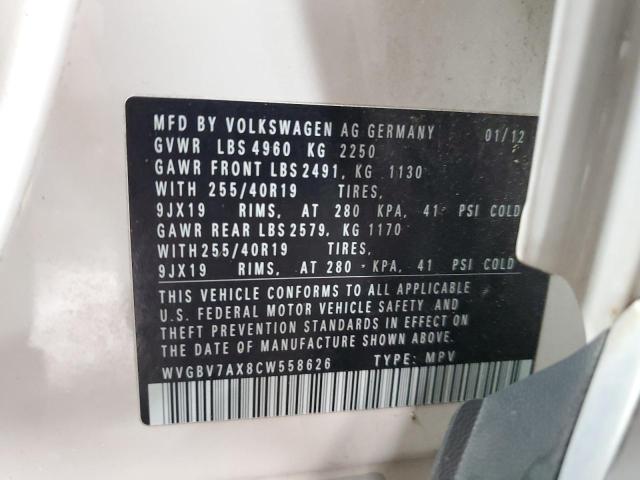 MFD BY VOLKSWAGEN AG GERMANY 01/12
GVWR LBS 4960 KG 2250
GAWR FRONT LBS 2491, KG 1130
WITH 255/40R19 TIRES,
9JX19 RIMS, AT 280 KPA, 41 PSI COLD
GAWR REAR LBS 2579, KG 1170
WITH 255/40R19 TIRES,
9JX19 RIMS, AT 280 KPA, 41 PSI COLD
THIS VEHICLE CONFORMS TO ALL APPLICABLE
U.S. FEDERAL MOTOR VEHICLE SAFETY AND
THEFT PREVENTION STANDARDS IN EFFECT ON
THE DATE OF MANUFACTURE SHOWN ABOVE.
WVGBV7AX8CW558626 TYPE: MPV